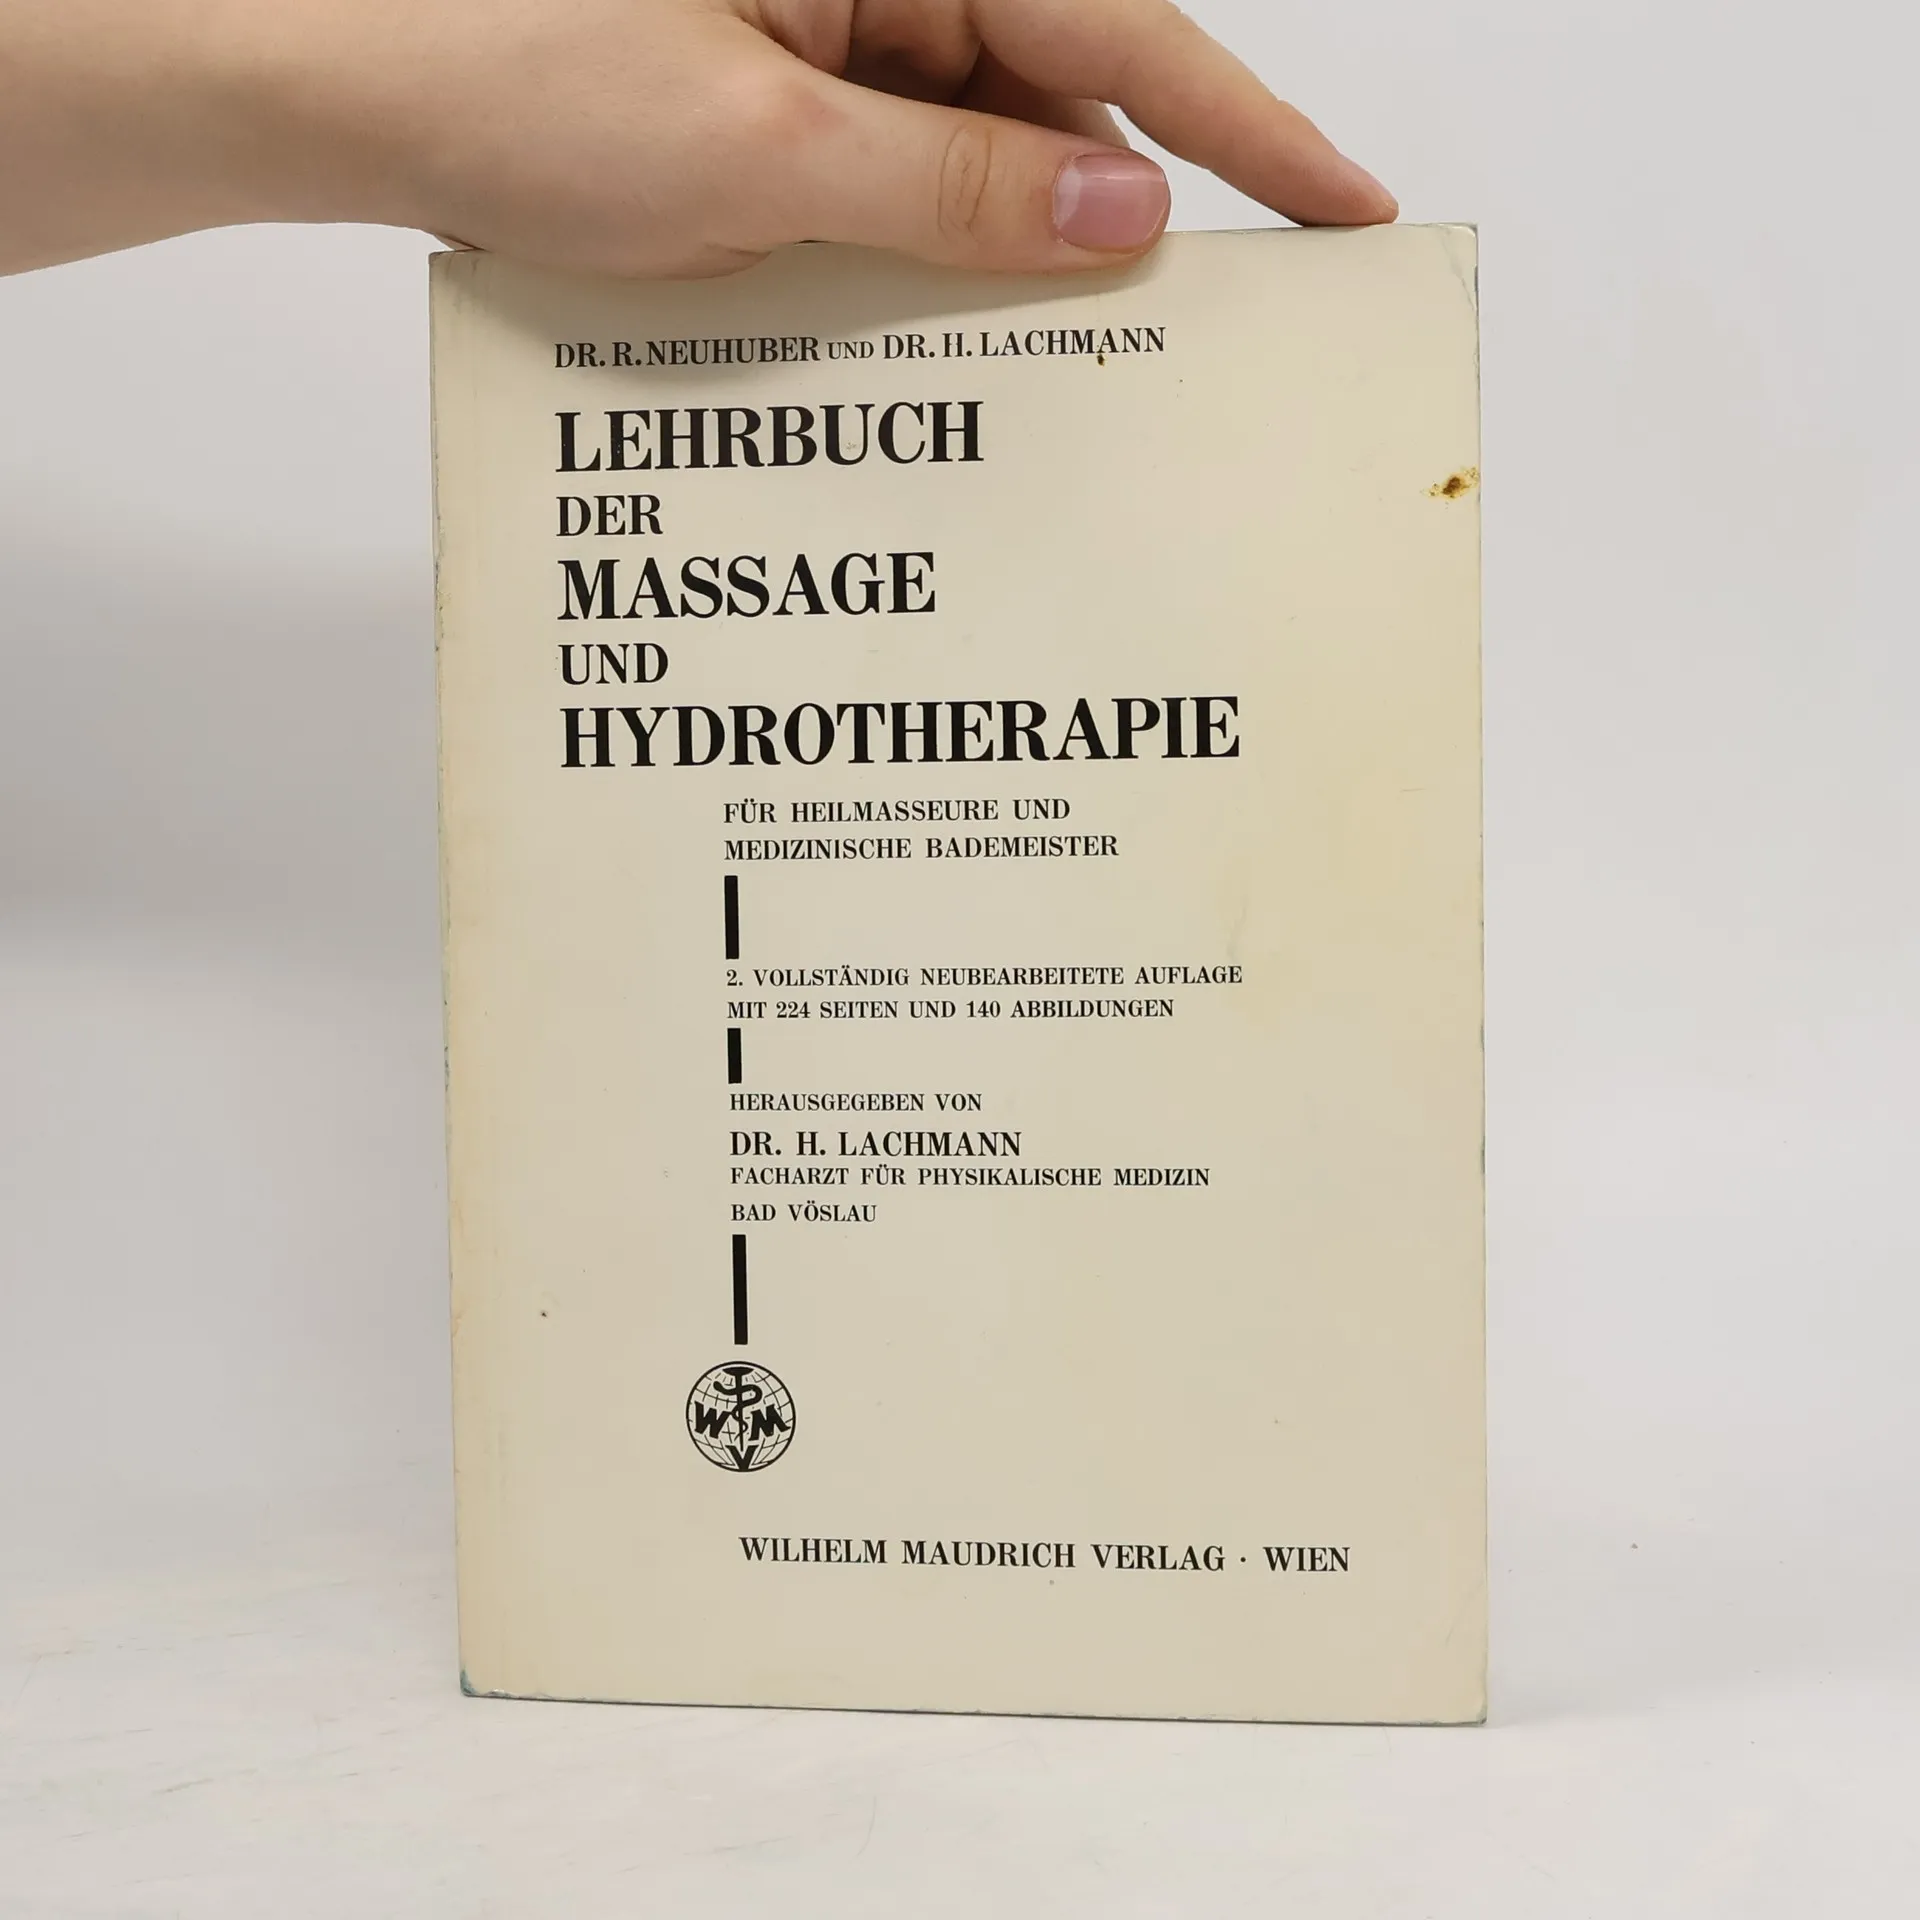 DR. R. NEUHUBER UND DR. H. LACHMANN
LEHRBUCH
DER
MASSAGE
UND
HYDROTHERAPIE
FÜR HEILMASSEURE UND
MEDIZINISCHE BADEMEISTER
2. VOLLSTÄNDIG NEUBEARBEITETE AUFLAGE
MIT 224 SEITEN UND 140 ABBILDUNGEN
HERAUSGEGEBEN VON
DR. H. LACHMANN
FACHARZT FÜR PHYSIKALISCHE MEDIZIN
BAD VÖSLAU
W M
V
WILHELM MAUDRICH VERLAG · WIEN